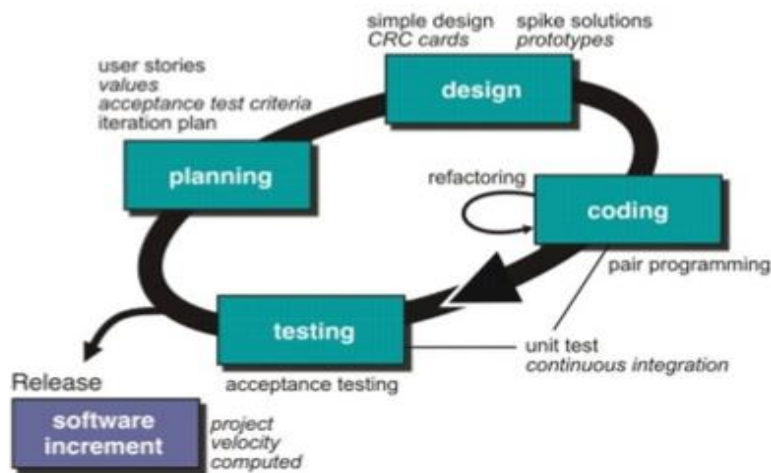 simple design
CRC cards
spike solutions
prototypes
user stories
values
acceptance test criteria
iteration plan
design
planning
refactoring
coding
pair programming
testing
unit test
continuous integration
acceptance testing
Release
software
increment
project
velocity
computed